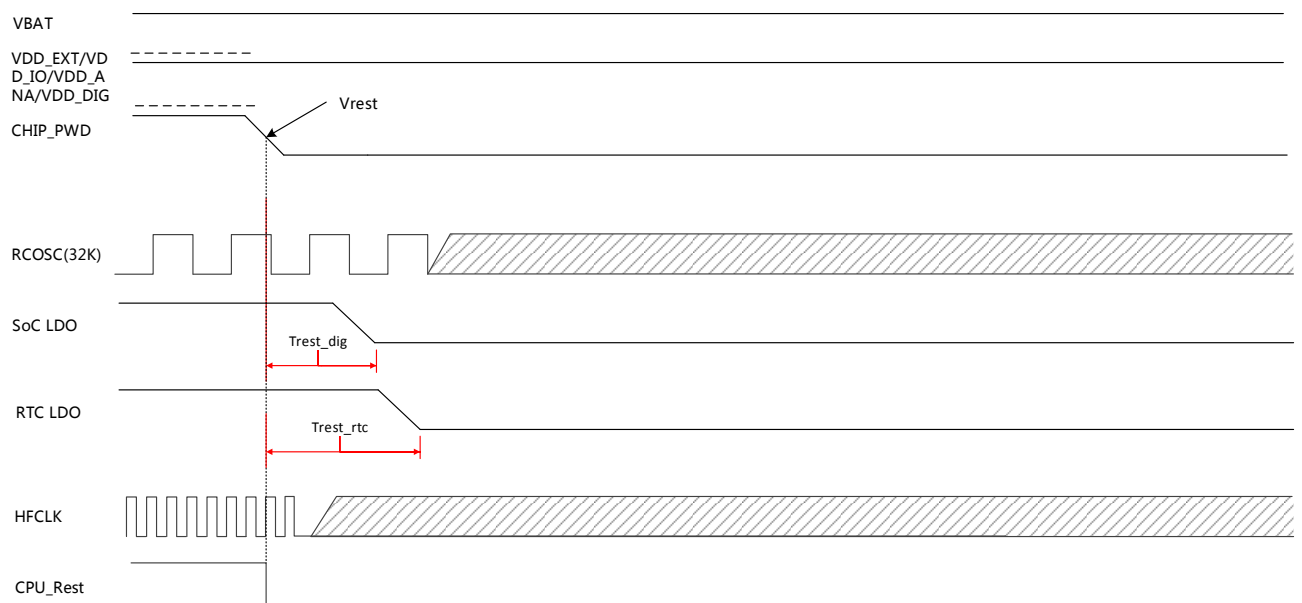 VBAT
VDD_EXT/VD
D_IO/VDD_A
NA/VDD_DIG
Vrest
CHIP_PWD
RCOSC(32K)
SoC LDO
Trest_dig
RTC LDO
Trest_rtc
HFCLK
CPU_Rest